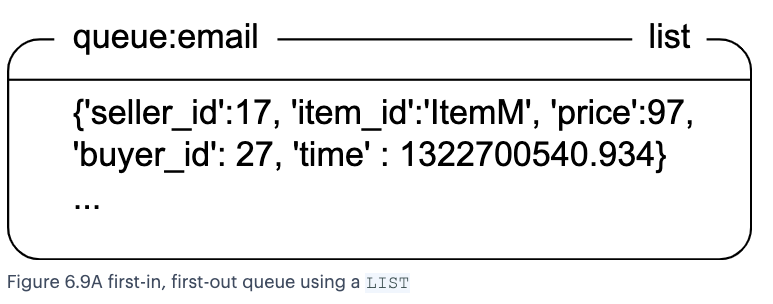 queue:email list
{'seller_id':17, 'item_id':'ItemM', 'price':97,
'buyer_id': 27, 'time' : 1322700540.934}
...
Figure 6.9A first-in, first-out queue using a LIST